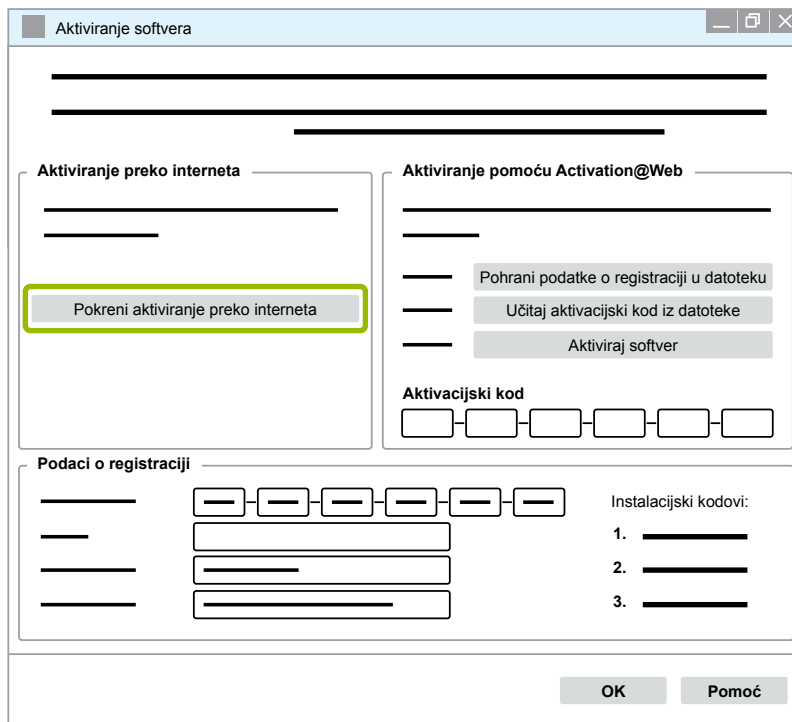 Aktiviranje softvera
Aktiviranje preko interneta
Pokreni aktiviranje preko interneta
Aktiviranje pomoću Activation@Web
Pohrani podatke o registraciji u datoteku
Učitaj aktivacijski kod iz datoteke
Aktiviraj softver
Aktivacijski kod
Podaci o registraciji
Instalacijski kodovi:
1.
2.
3.
OK
Pomoć